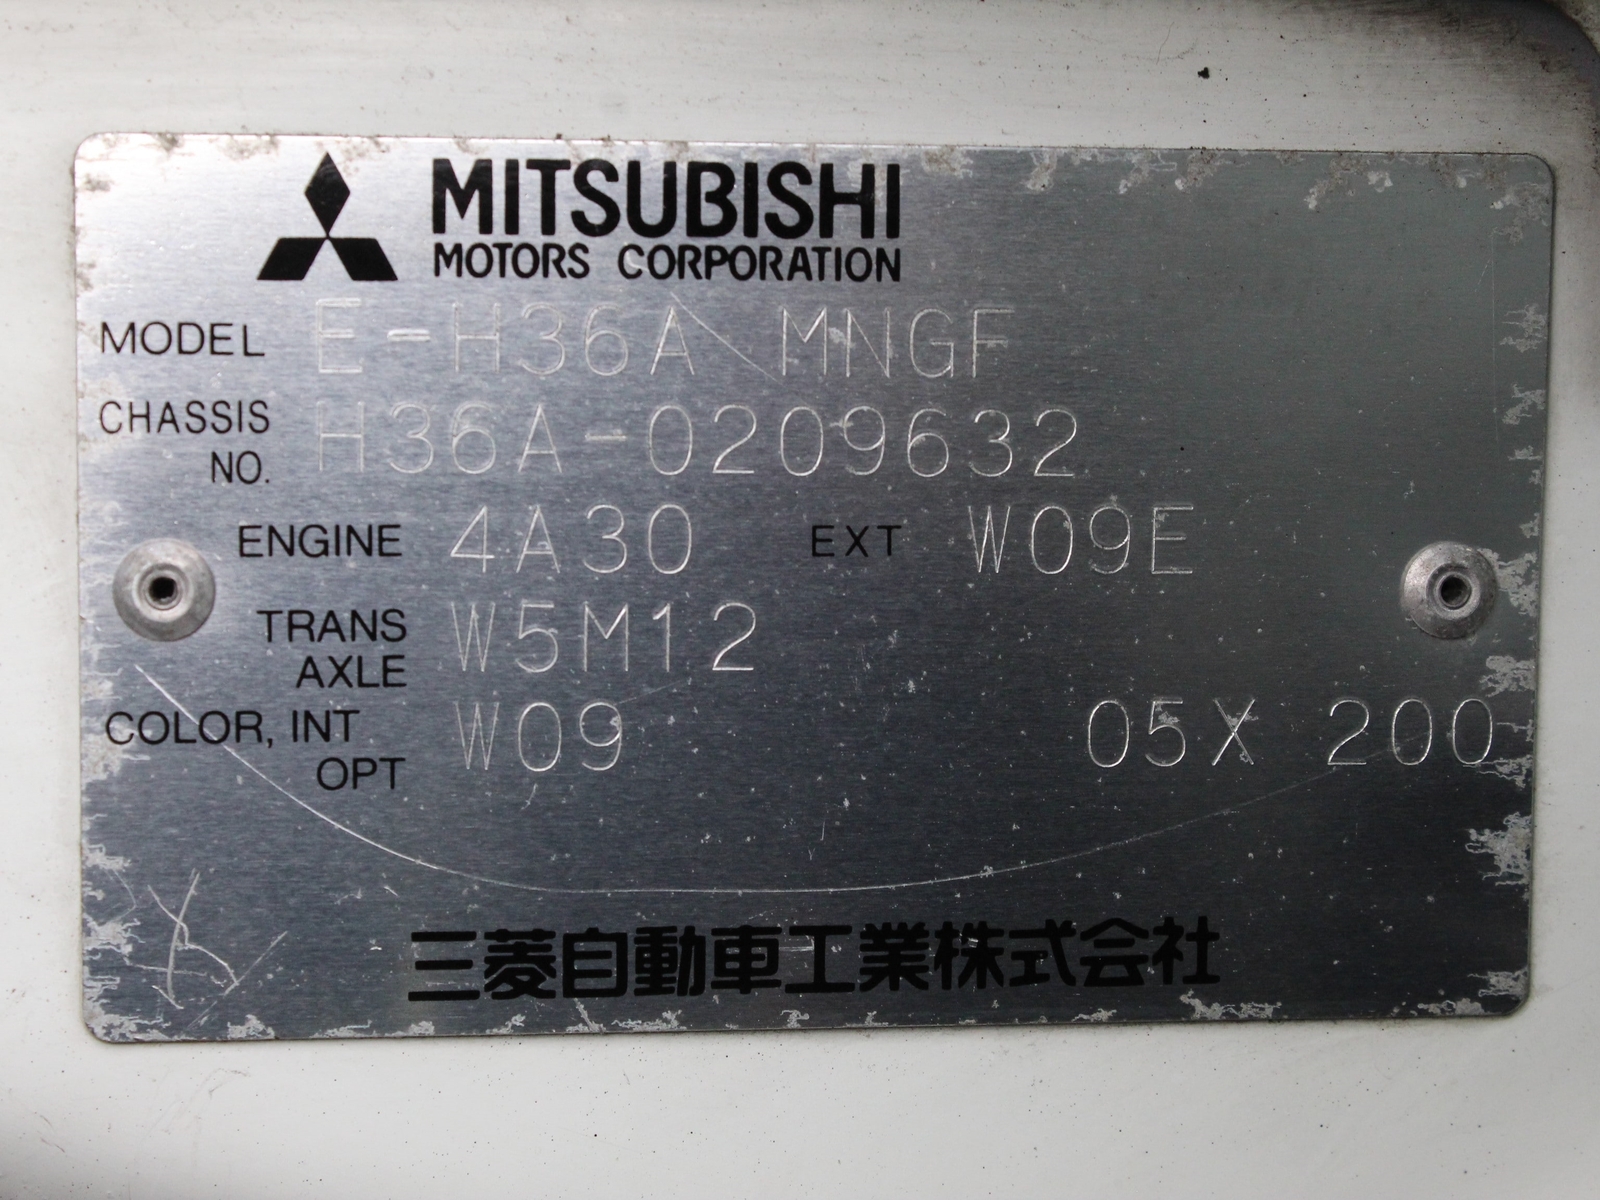 MITSUBISHI
MOTORS CORPORATION
MODEL E-H36A MNGF
CHASSIS NO. H36A-0209632
ENGINE 4A30 EXT W09E
TRANS AXLE W5M12
COLOR, INT OPT W09 05X 200
三菱自動車工業株式会社